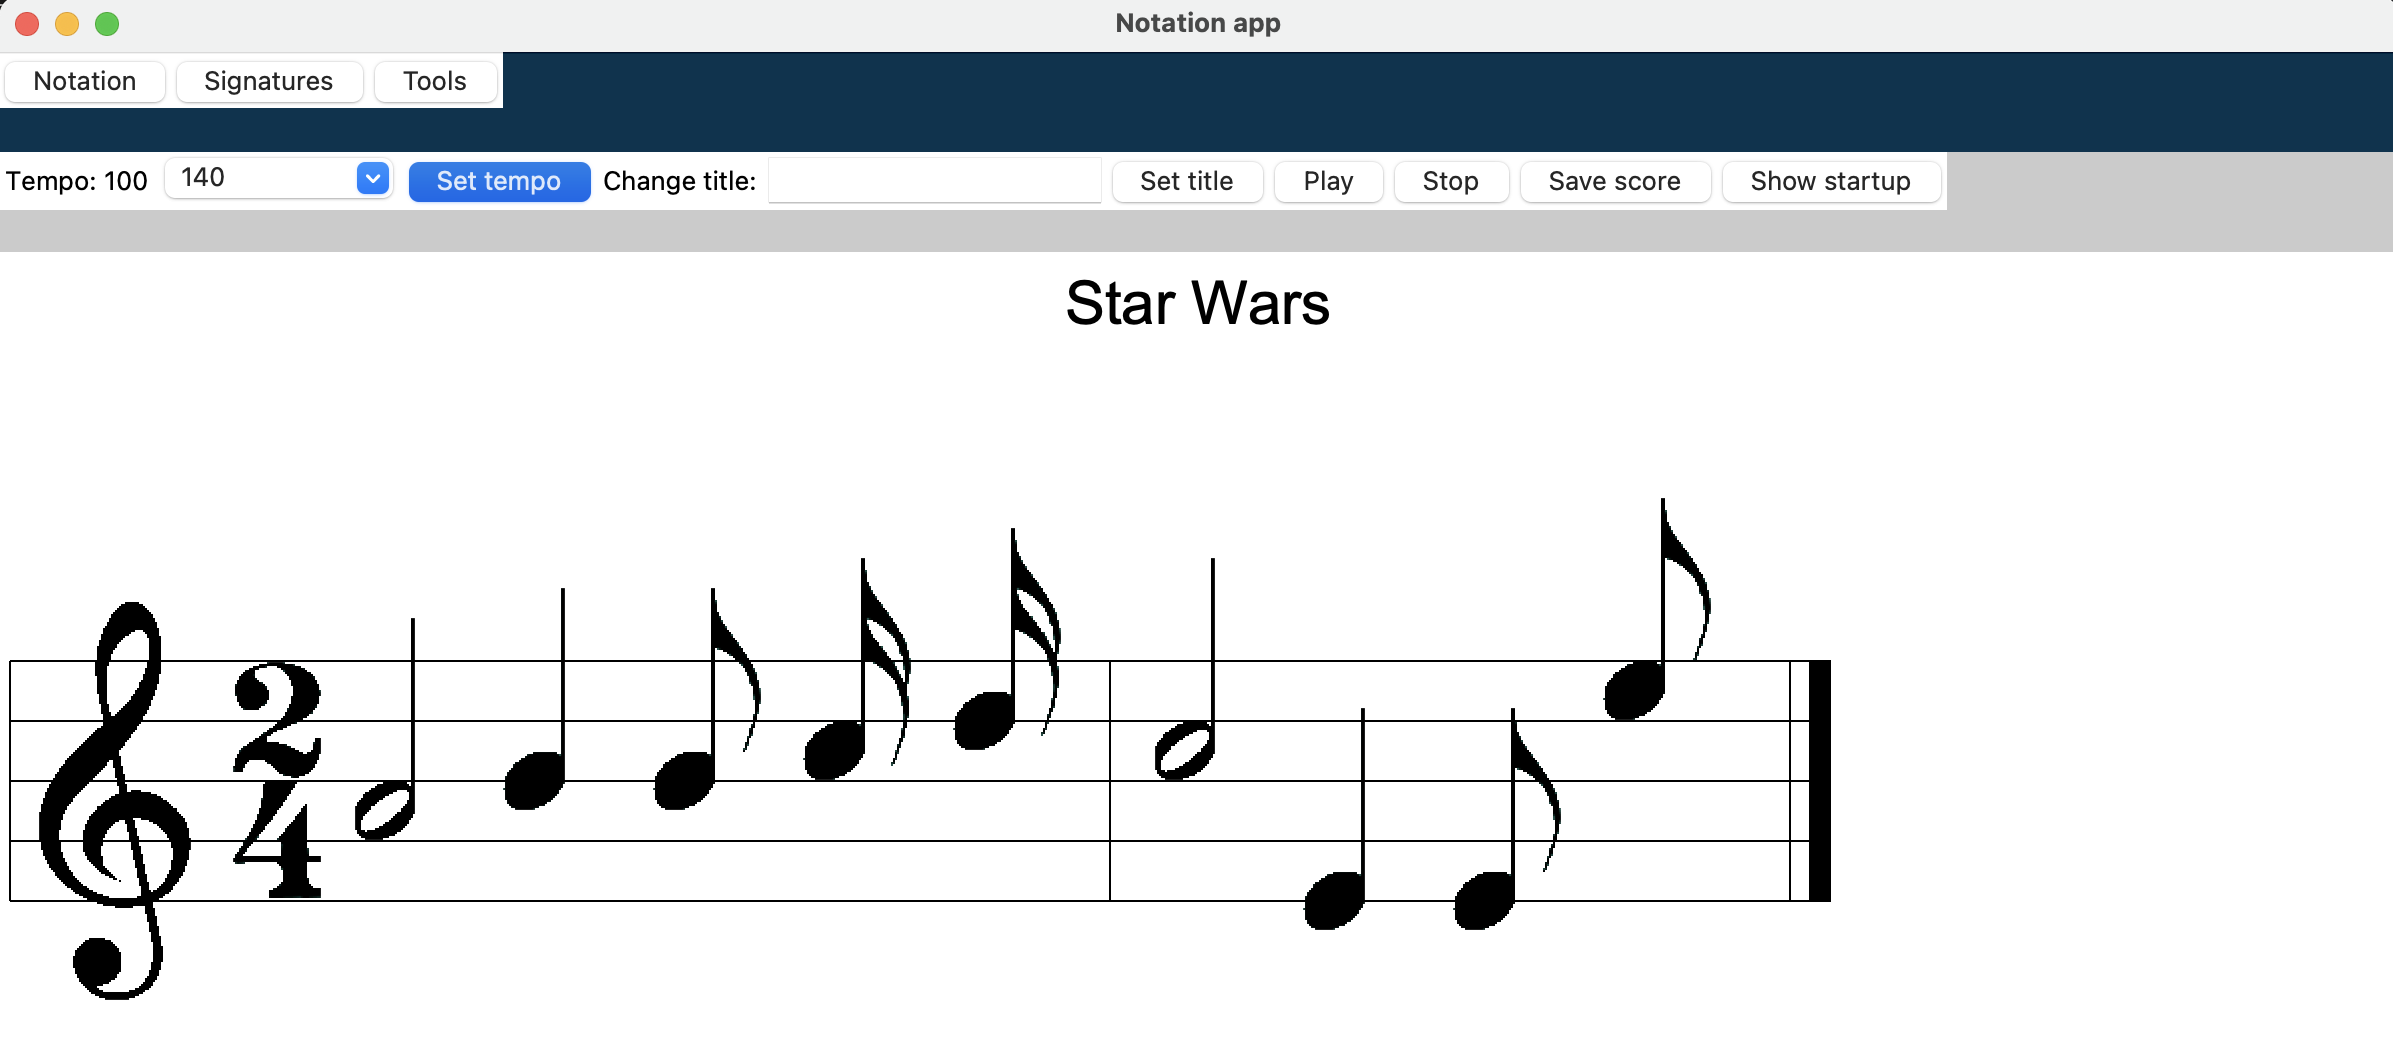 Notation app
Notation Signatures Tools
Tempo: 100 140 Set tempo Change title: Set title Play Stop Save score Show startup
Star Wars
2
4